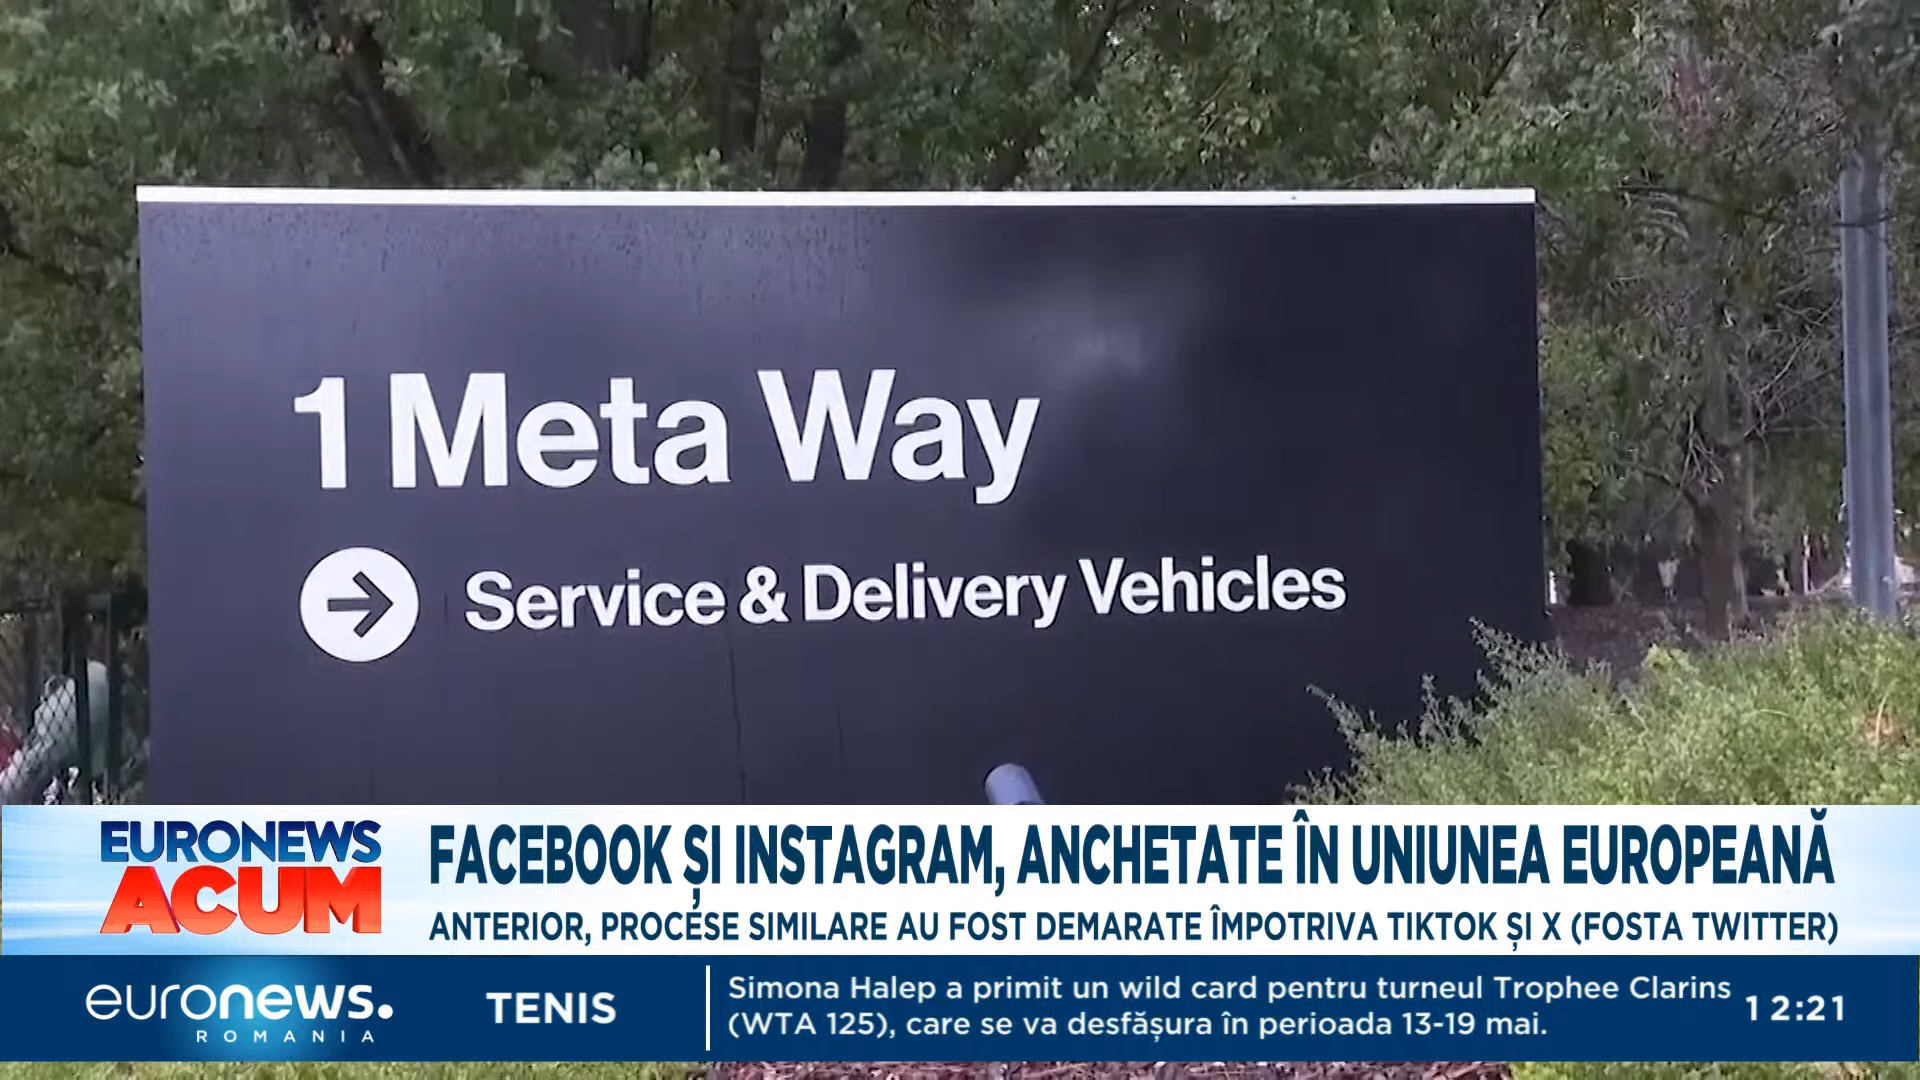 1 Meta Way
Service & Delivery Vehicles
EURONEWS
ACUM
FACEBOOK ȘI INSTAGRAM, ANCHETATE ÎN UNIUNEA EUROPEANĂ
ANTERIOR, PROCESE SIMILARE AU FOST DEMARATE ÎMPOTRIVA TIKTOK ȘI X (FOSTA TWITTER)
euronews.
ROMANIA
TENIS
Simona Halep a primit un wild card pentru turneul Trophee Clarins
(WTA 125), care se va desfășura în perioada 13-19 mai.
12:21